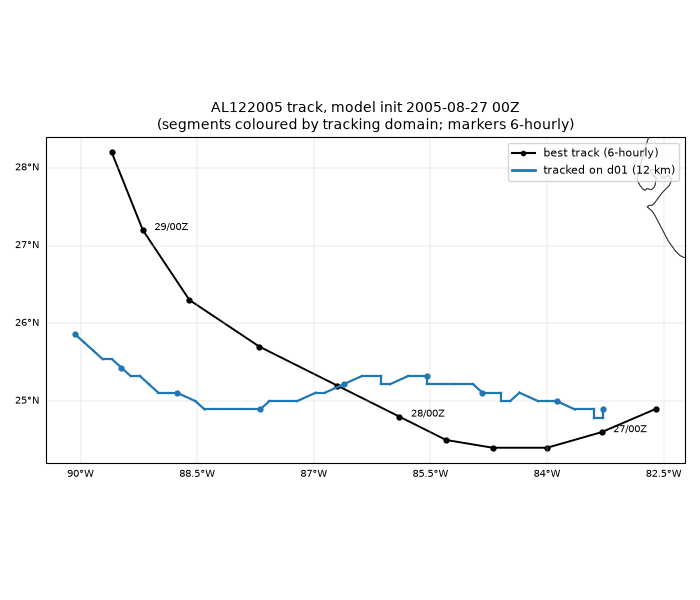 AL122005 track, model init 2005-08-27 00Z
(segments coloured by tracking domain; markers 6-hourly)
best track (6-hourly)
tracked on d01 (12 km)
28°N
27°N
26°N
25°N
29/00Z
28/00Z
27/00Z
90°W
88.5°W
87°W
85.5°W
84°W
82.5°W